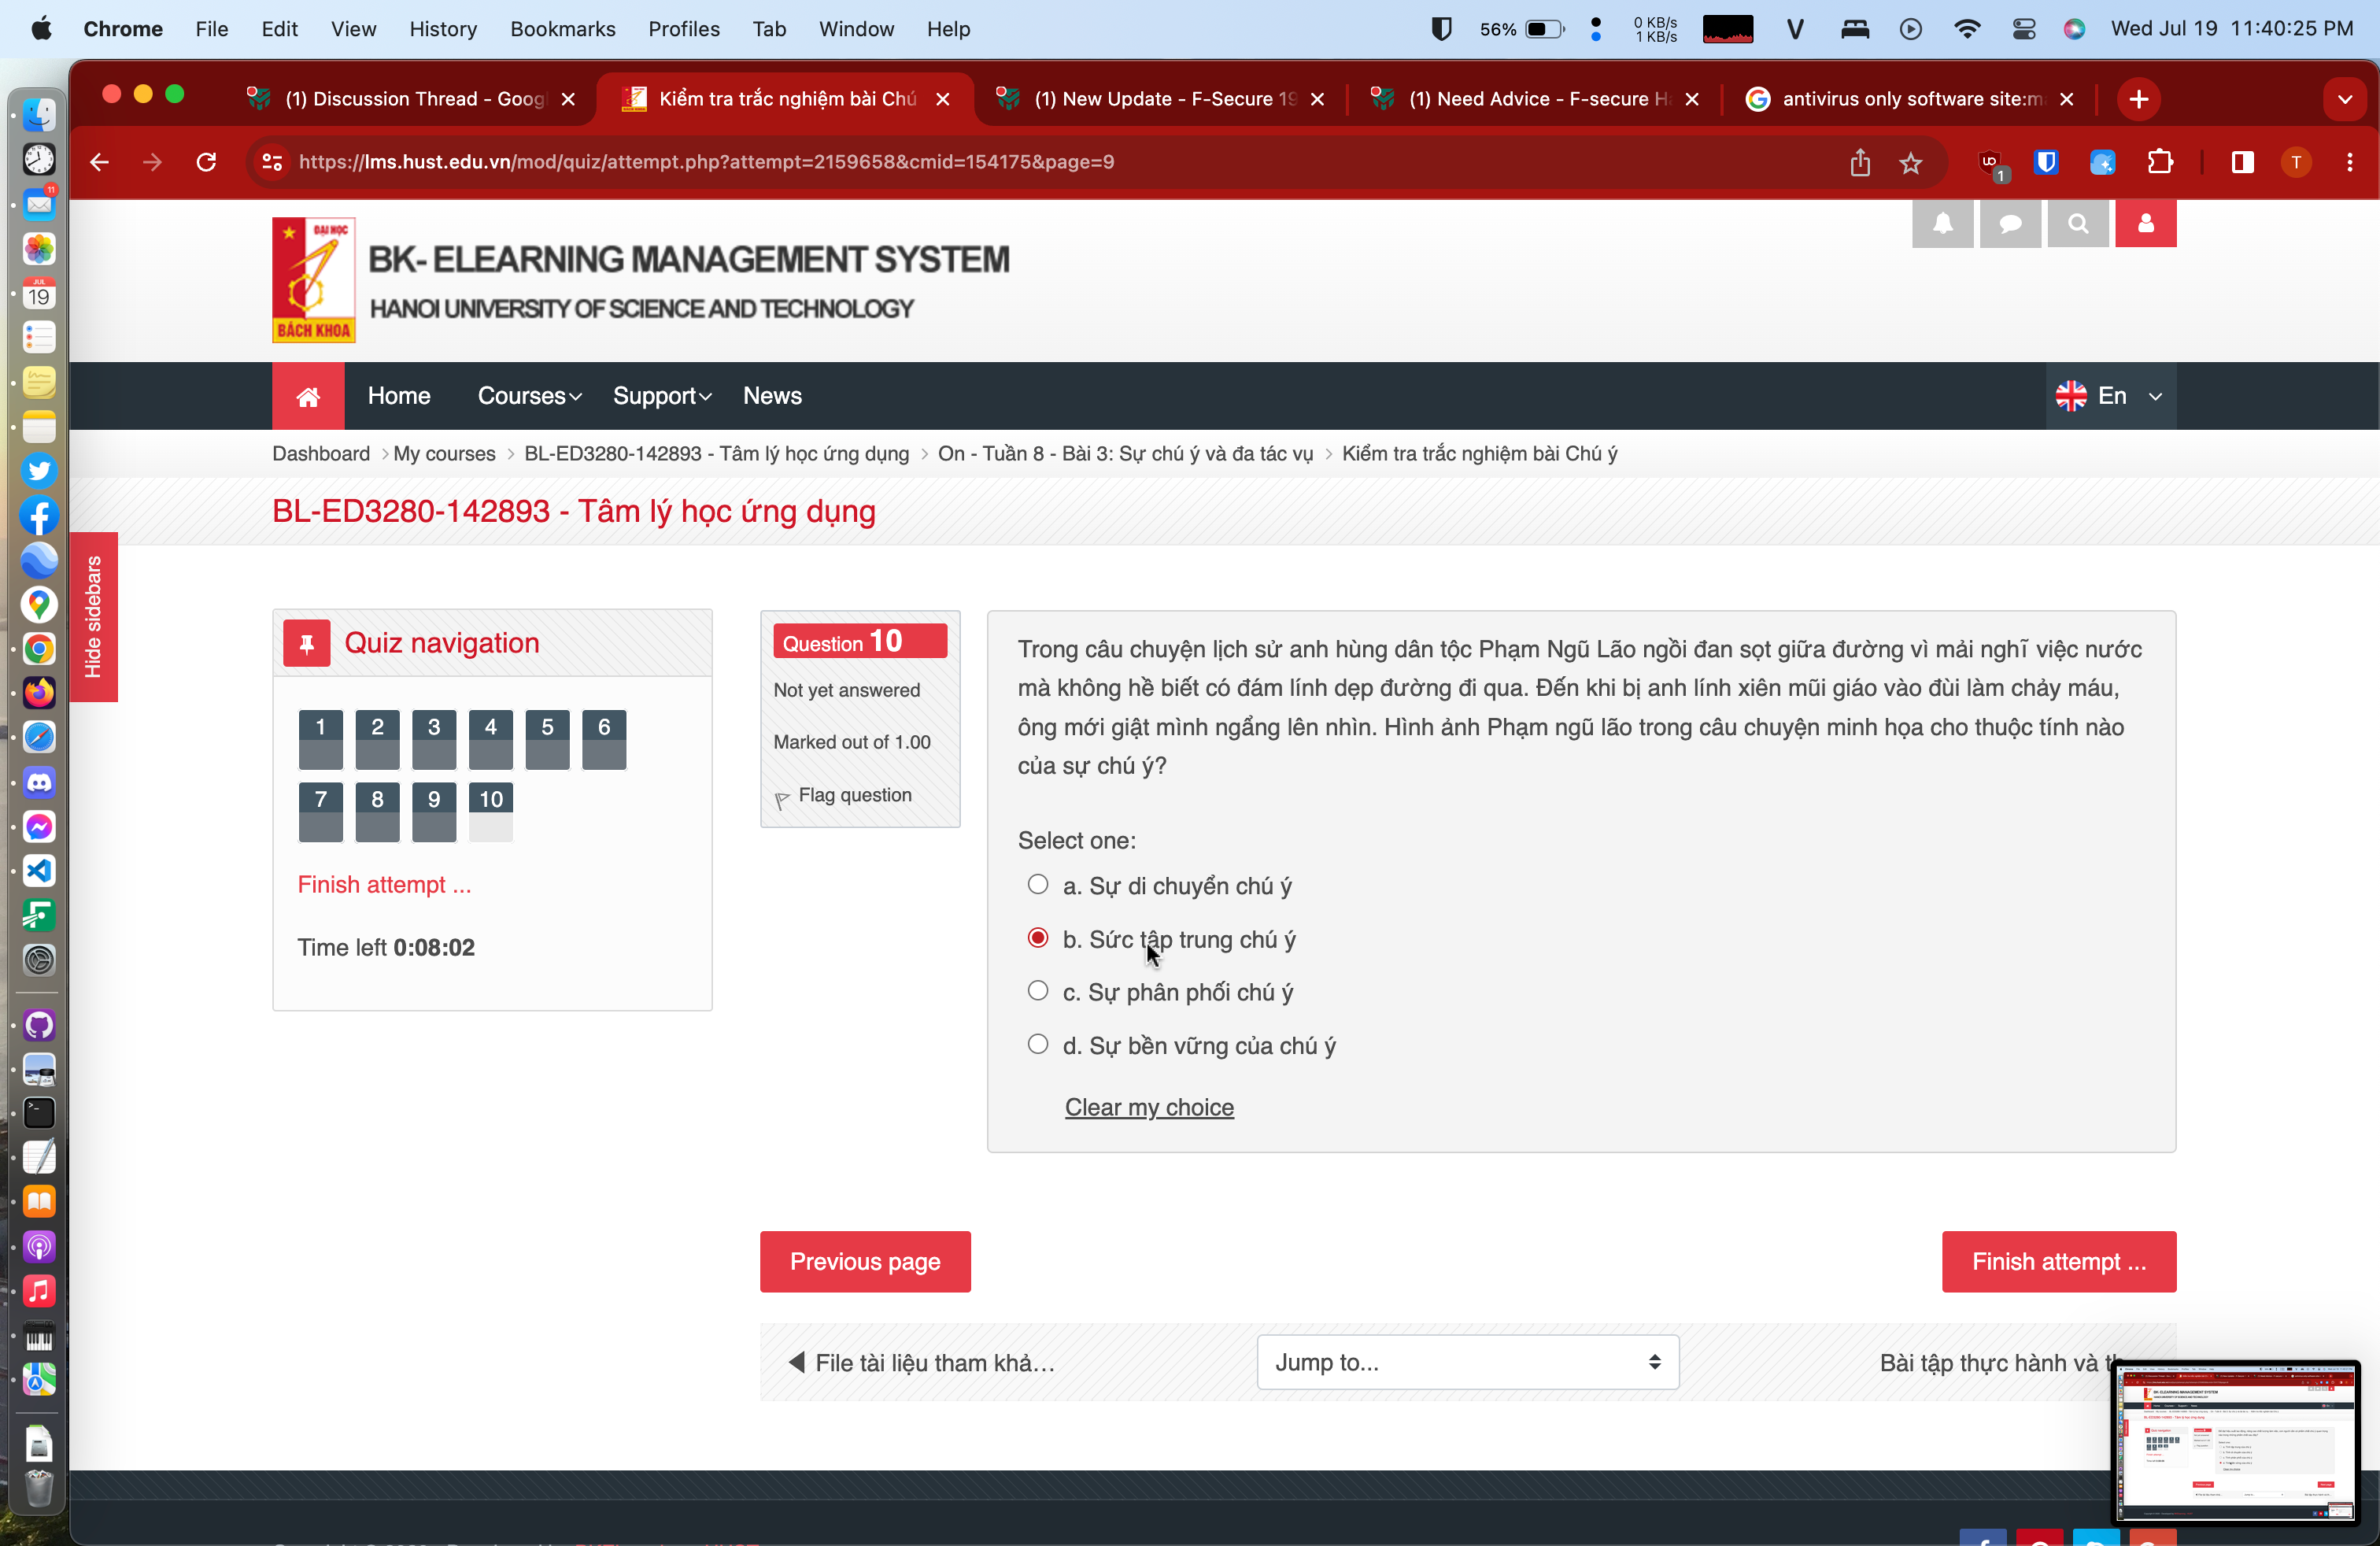 Chrome File Edit View History Bookmarks Profiles Tab Window Help
56%
0 KB/s
1 KB/s
Wed Jul 19 11:40:25 PM
(1) Discussion Thread - Goog
Kiểm tra trắc nghiệm bài Chú
(1) New Update - F-Secure 19
(1) Need Advice - F-secure H
antivirus only software site:m
https://lms.hust.edu.vn/mod/quiz/attempt.php?attempt=2159658&cmid=154175&page=9
1
T
11
JUL
19
ĐẠI HỌC
BÁCH KHOA
BK- ELEARNING MANAGEMENT SYSTEM
HANOI UNIVERSITY OF SCIENCE AND TECHNOLOGY
Home Courses Support News
En
Dashboard > My courses > BL-ED3280-142893 - Tâm lý học ứng dụng > On - Tuần 8 - Bài 3: Sự chú ý và đa tác vụ > Kiểm tra trắc nghiệm bài Chú ý
BL-ED3280-142893 - Tâm lý học ứng dụng
Hide sidebars
Quiz navigation
1 2 3 4 5 6
7 8 9 10
Finish attempt ...
Time left 0:08:02
Question 10
Not yet answered
Marked out of 1.00
Flag question
Trong câu chuyện lịch sử anh hùng dân tộc Phạm Ngũ Lão ngồi đan sọt giữa đường vì mải nghĩ việc nước
mà không hề biết có đám lính dẹp đường đi qua. Đến khi bị anh lính xiên mũi giáo vào đùi làm chảy máu,
ông mới giật mình ngẩng lên nhìn. Hình ảnh Phạm ngũ lão trong câu chuyện minh họa cho thuộc tính nào
của sự chú ý?
Select one:
a. Sự di chuyển chú ý
b. Sức tập trung chú ý
c. Sự phân phối chú ý
d. Sự bền vững của chú ý
Clear my choice
Previous page
Finish attempt ...
File tài liệu tham khả...
Jump to...
Bài tập thực hành và th